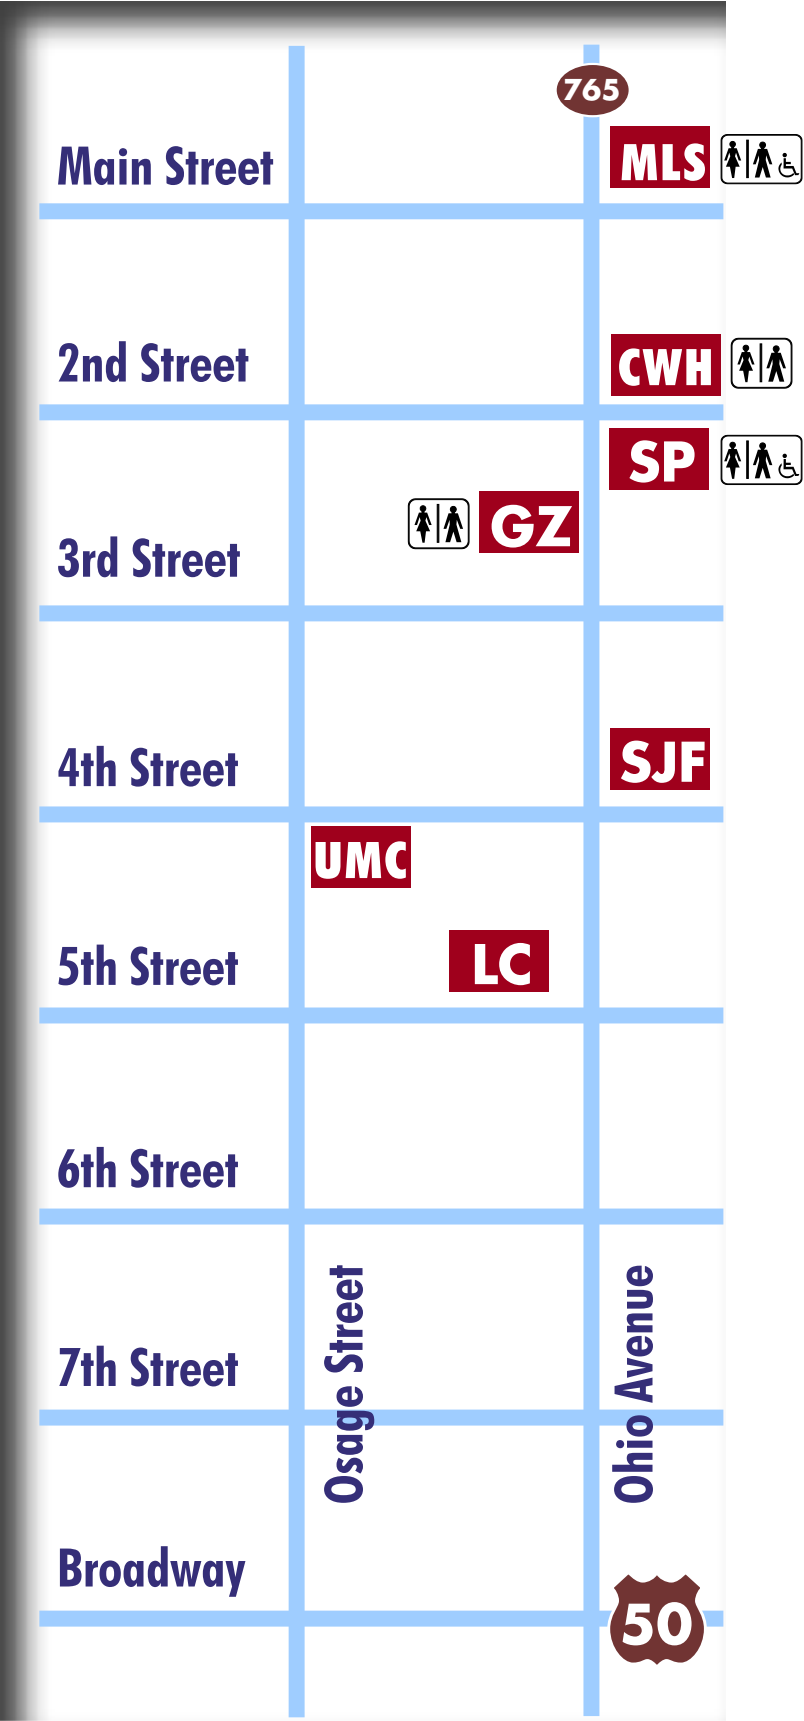 765
Main Street
MLS
2nd Street
CWH
SP
GZ
3rd Street
4th Street
SJF
UMC
5th Street
LC
6th Street
7th Street
Osage Street
Ohio Avenue
Broadway
50